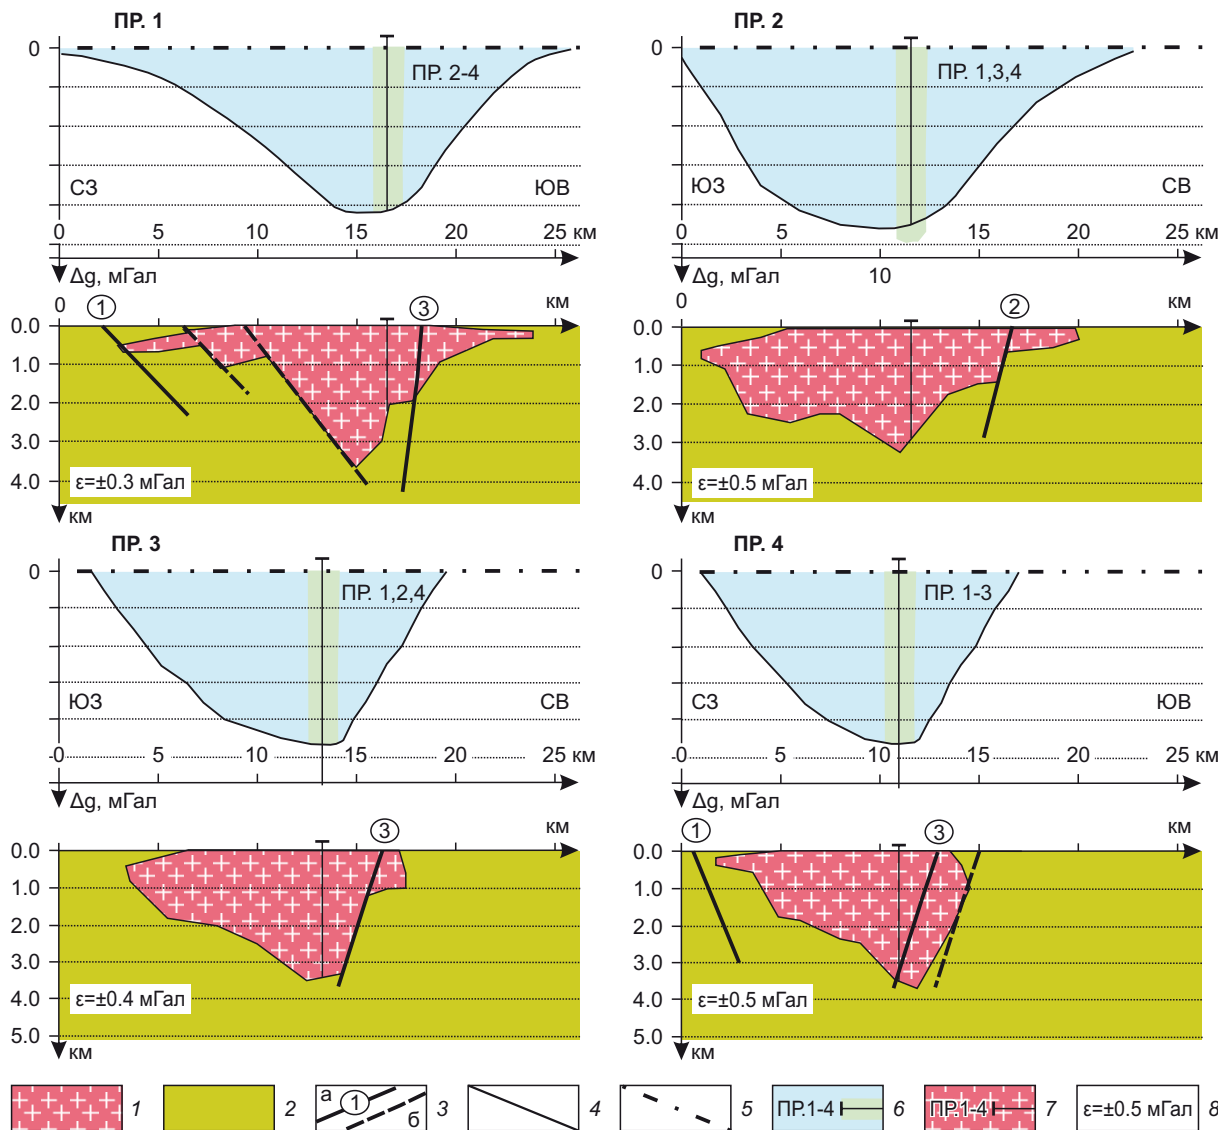 ПР. 1
0
ПР. 2-4
СЗ
ЮВ
0 5 10 15 20 25 км
Δg, мГал
0
км
1 3
0.0
1.0
2.0
3.0
4.0
ε=±0.3 мГал
км
ПР. 2
0
ПР. 1,3,4
ЮЗ
СВ
0 5 15 20 25 км
Δg, мГал
10
0
км
2
0.0
1.0
2.0
3.0
4.0
ε=±0.5 мГал
км
ПР. 3
0
ПР. 1,2,4
ЮЗ
СВ
-0 5 10 15 20 25 км
Δg, мГал
км
3
0.0
1.0
2.0
3.0
4.0
5.0
ε=±0.4 мГал
км
ПР. 4
0
ПР. 1-3
СЗ
ЮВ
0 5 10 15 20 25 км
Δg, мГал
км
1 3
0.0
1.0
2.0
3.0
4.0
5.0
ε=±0.5 мГал
км
1
2
а 1 б 3
4
5
ПР.1-4 6
ПР.1-4 7
ε=±0.5 мГал 8